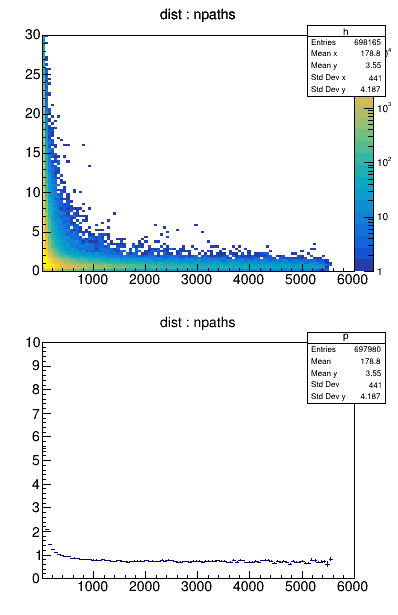 dist : npaths
h
Entries 698165
Mean x 178.8
Mean y 3.55
Std Dev x 441
Std Dev y 4.187
30
25
20
15
10
5
0
1000 2000 3000 4000 5000 6000
10³
10²
10
1
dist : npaths
p
Entries 697980
Mean 178.8
Mean y 3.55
Std Dev 441
Std Dev y 4.187
10
9
8
7
6
5
4
3
2
1
0
1000 2000 3000 4000 5000 6000